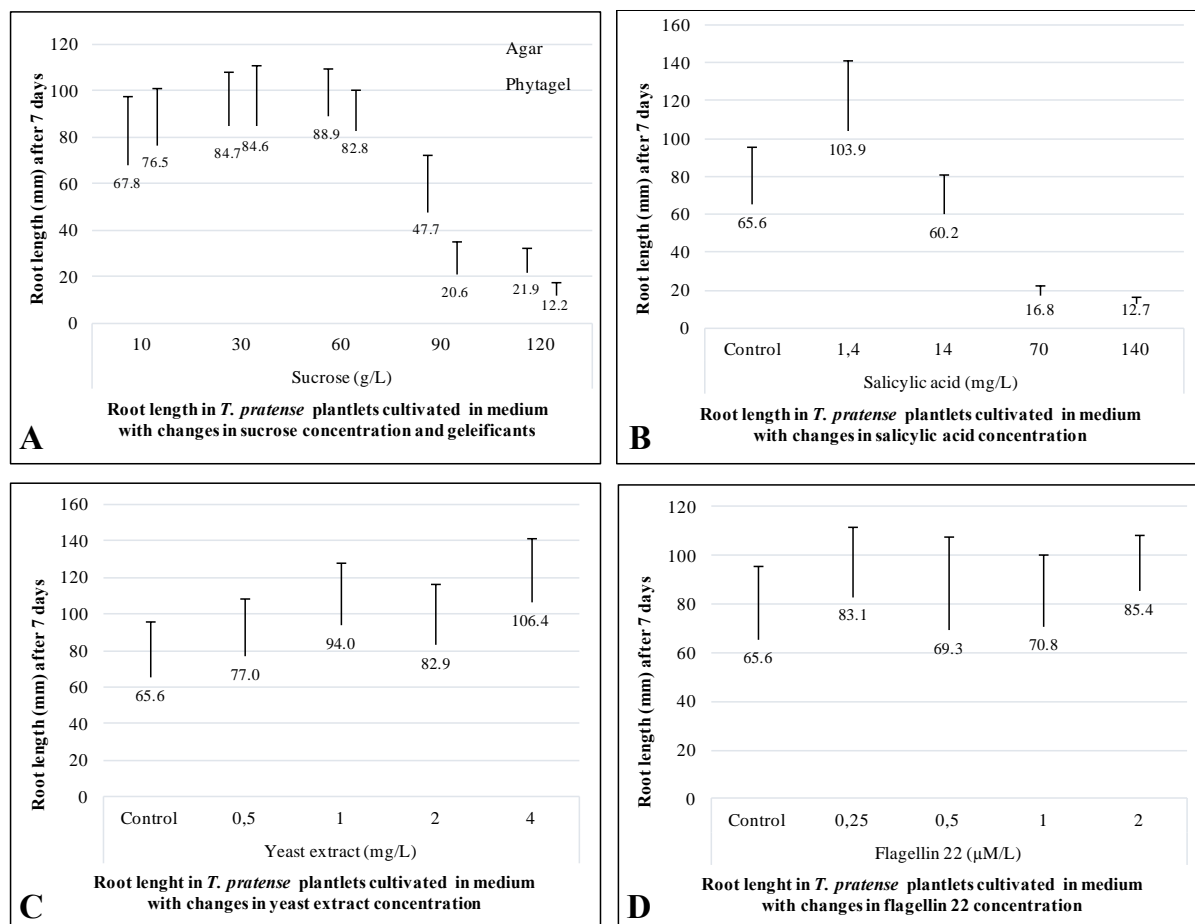 120
100
80
60
40
20
0
Root length (mm) after 7 days
Agar
Phytagel
67.8
76.5
84.7
84.6
88.9
82.8
47.7
20.6
21.9
12.2
10 30 60 90 120
Sucrose (g/L)
Root length in T. pratense plantlets cultivated in medium
with changes in sucrose concentration and geleificants
A
160
140
120
100
80
60
40
20
0
Root length (mm) after 7 days
65.6
103.9
60.2
16.8
12.7
Control 1,4 14 70 140
Salicylic acid (mg/L)
Root length in T. pratense plantlets cultivated in medium
with changes in salicylic acid concentration
B
160
140
120
100
80
60
40
20
0
Root length (mm) after 7 days
65.6
77.0
94.0
82.9
106.4
Control 0,5 1 2 4
Yeast extract (mg/L)
Root lenght in T. pratense plantlets cultivated in medium
with changes in yeast extract concentration
C
120
100
80
60
40
20
0
Root length (mm) after 7 days
65.6
83.1
69.3
70.8
85.4
Control 0,25 0,5 1 2
Flagellin 22 (μM/L)
Root lenght in T. pratense plantlets cultivated in medium
with changes in flagellin 22 concentration
D